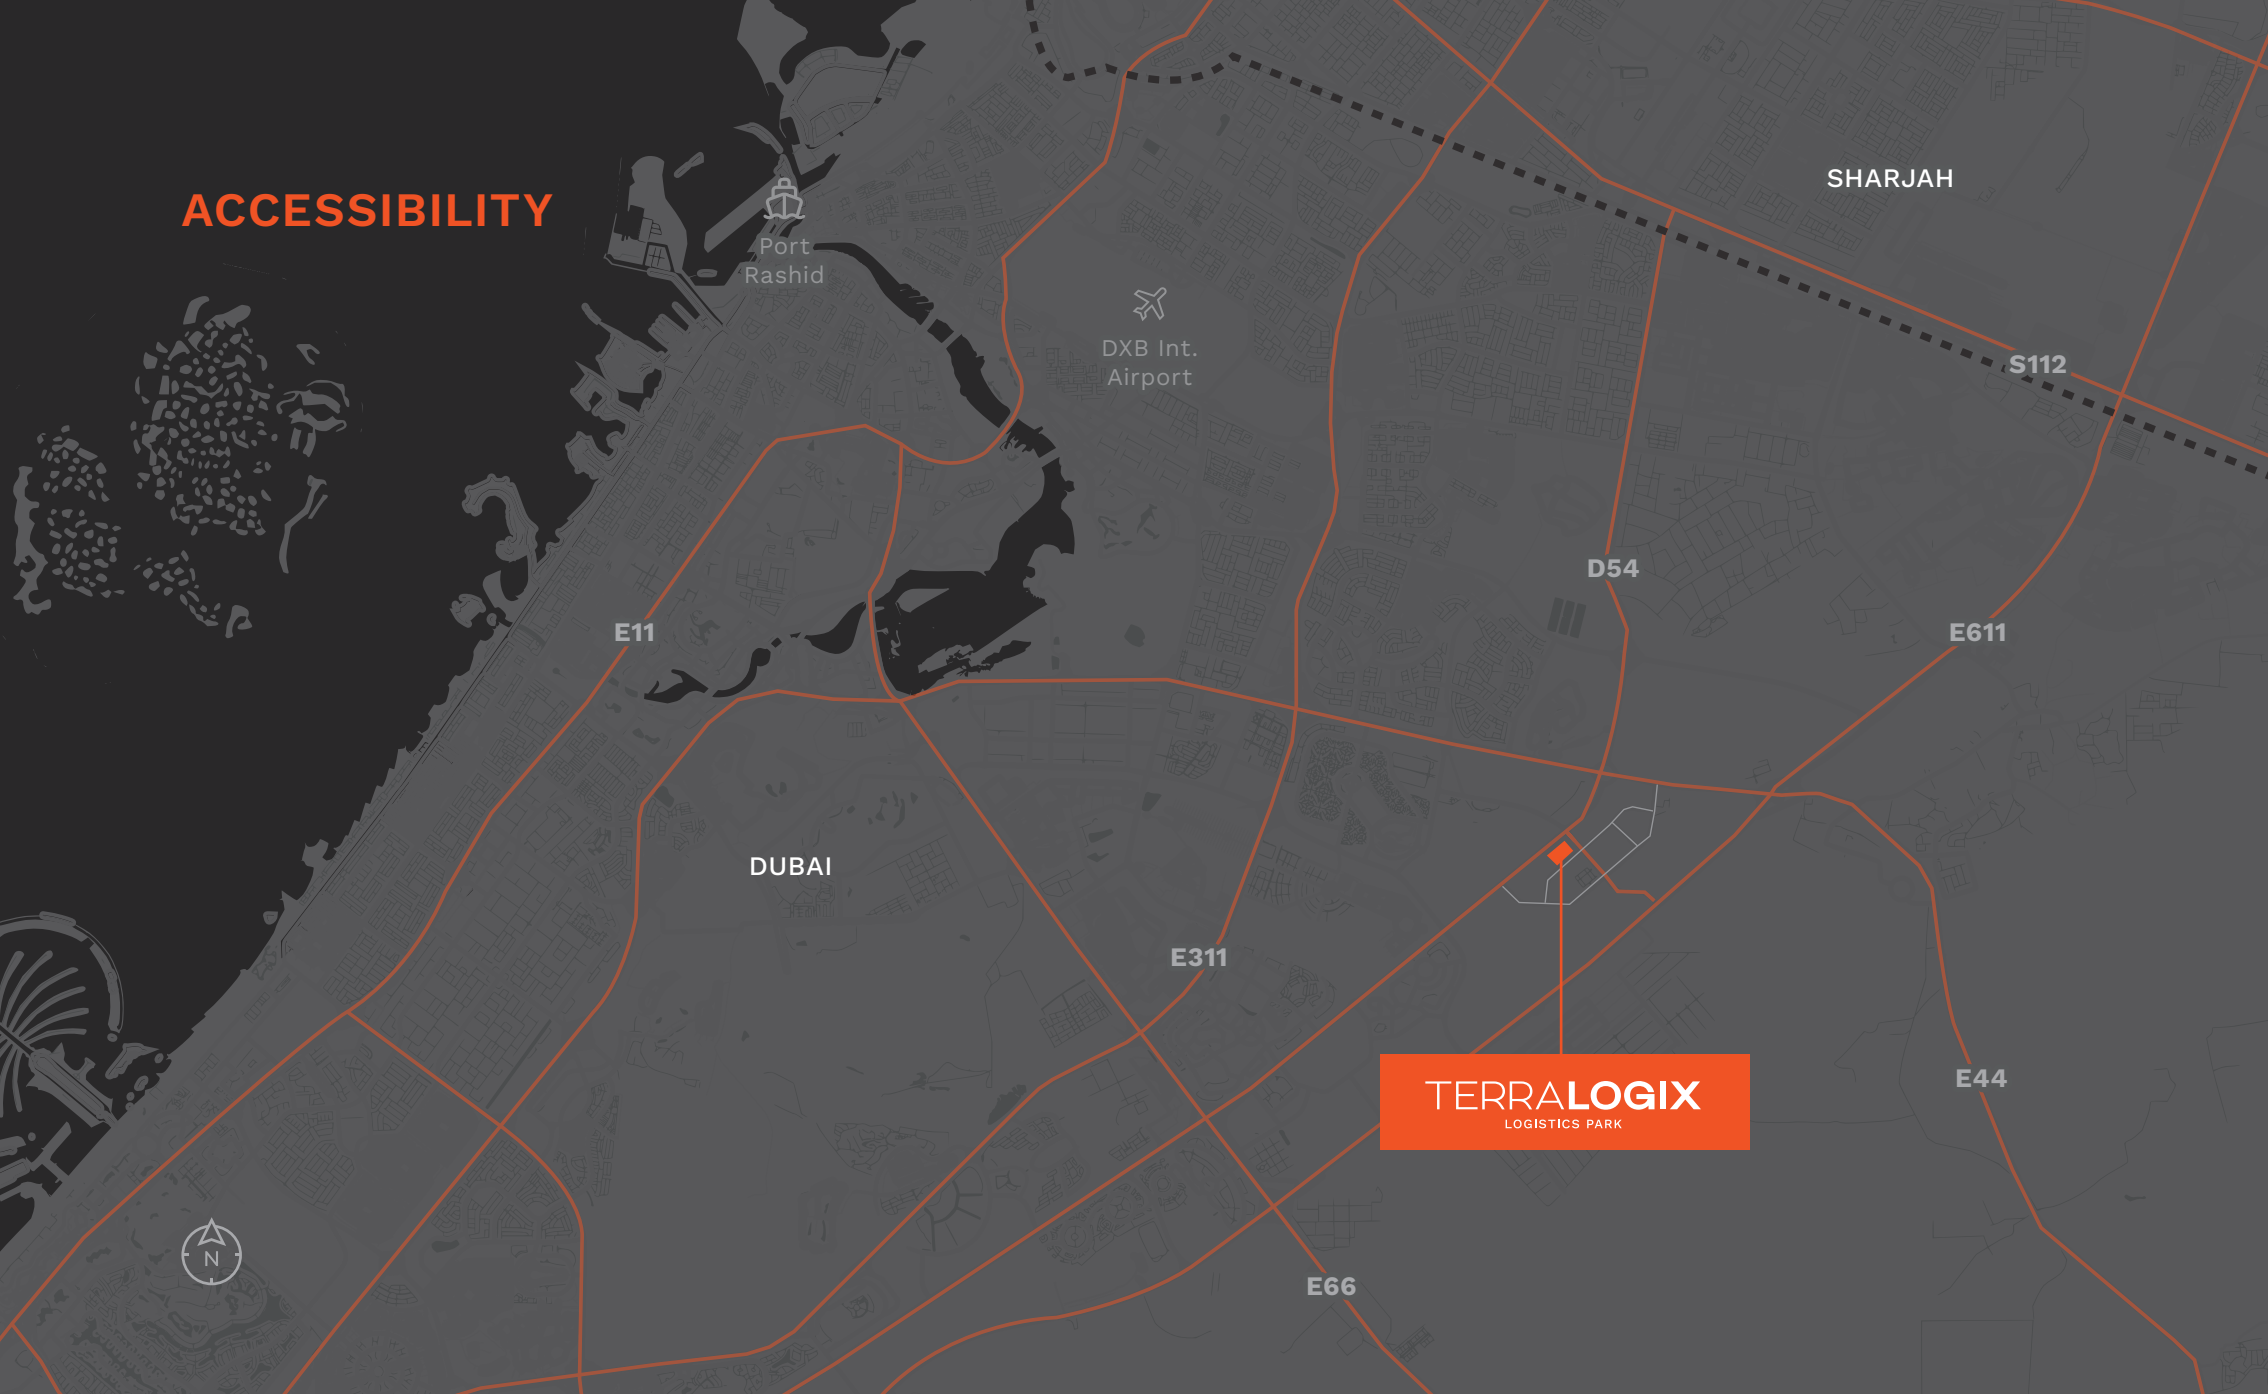 ACCESSIBILITY
SHARJAH
Port
Rashid
DXB Int.
Airport
S112
D54
E11
E611
DUBAI
E311
E44
TERRALOGIX
LOGISTICS PARK
N
E66